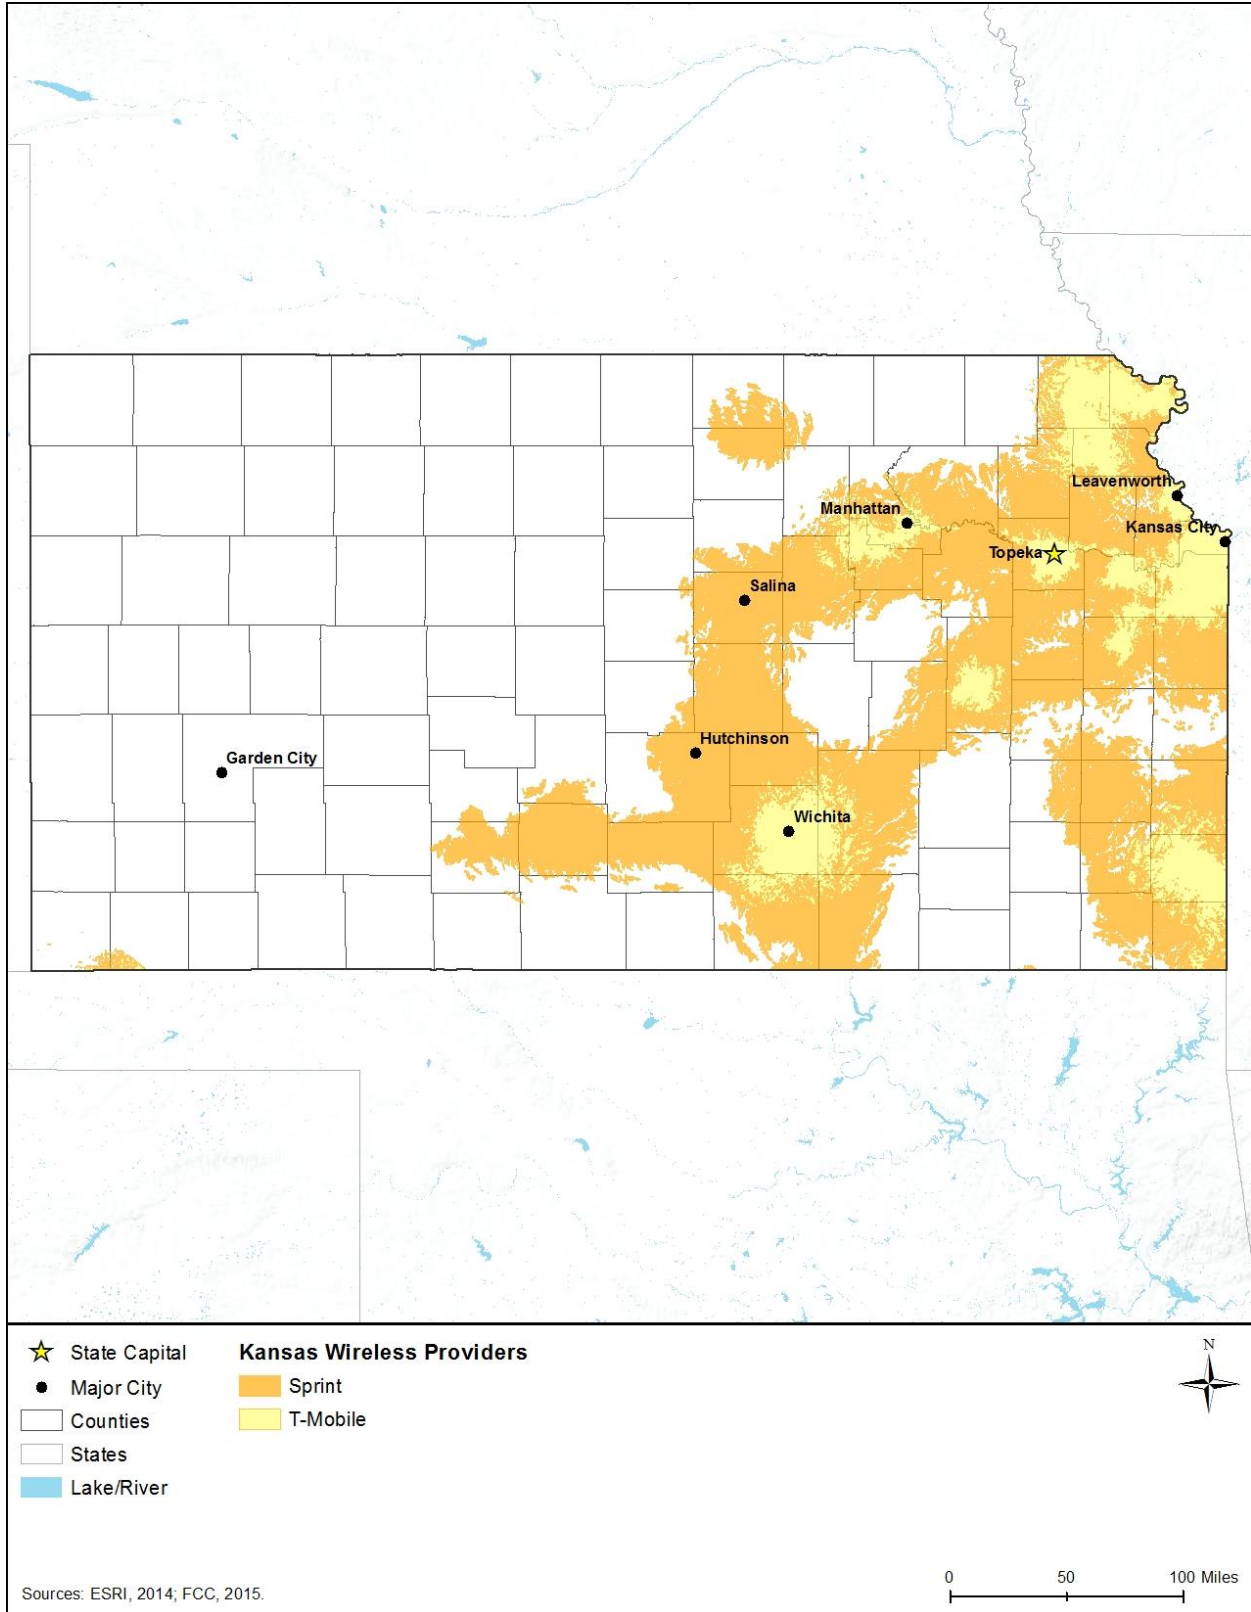 Leavenworth
Manhattan
Kansas City
Topeka
Salina
Hutchinson
Garden City
Wichita
State Capital
Major City
Counties
States
Lake/River
Kansas Wireless Providers
Sprint
T-Mobile
N
Sources: ESRI, 2014; FCC, 2015.
0 50 100 Miles